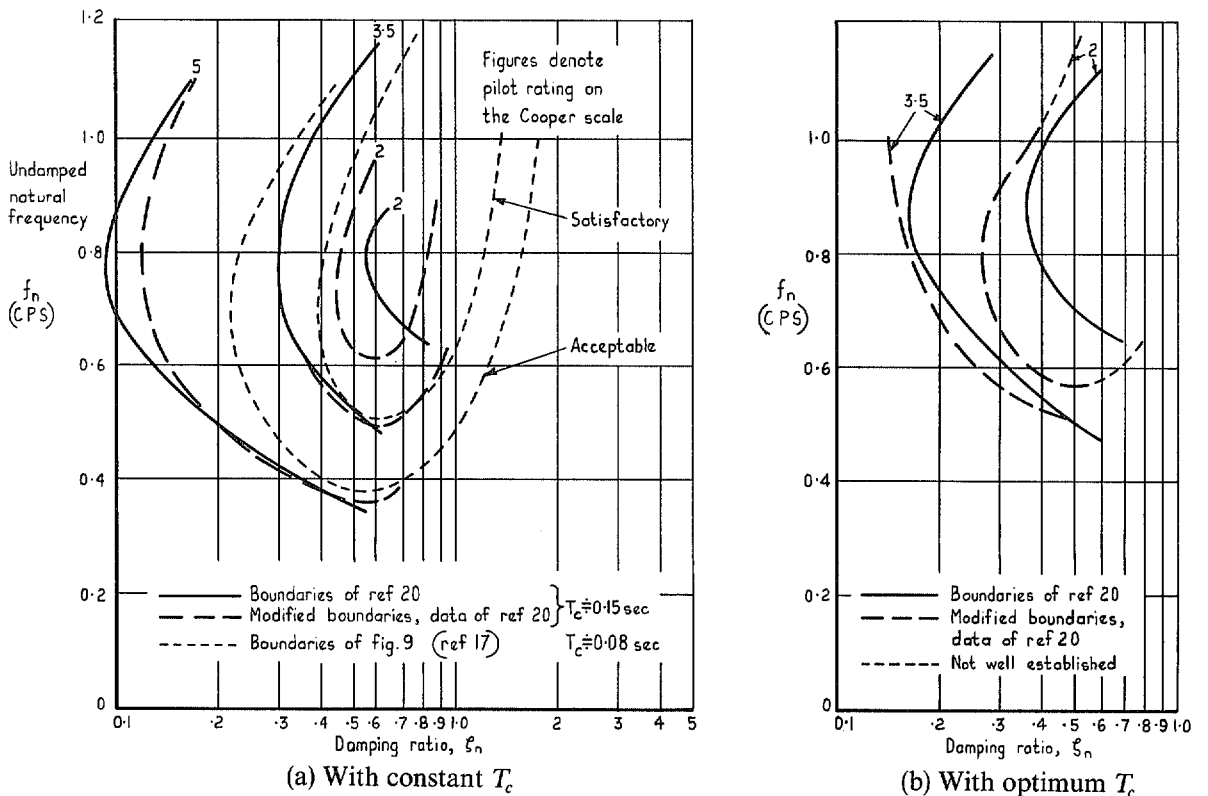 1·2
1·0
0·8
0·6
0·4
0·2
0
Undamped
natural
frequency
fₙ
(CPS)
5
3·5
2
2
Figures denote
pilot rating on
the Cooper scale
Satisfactory
Acceptable
Boundaries of ref 20
Modified boundaries, data of ref 20
T_c≑0·15 sec
Boundaries of fig. 9 (ref 17) T_c≑0·08 sec
0·1 ·2 ·3 ·4 ·5 ·6 ·7 ·8 ·9 1·0 2 3 4 5
Damping ratio, ζₙ
(a) With constant T_c
1·0
0·8
0·6
0·4
0·2
0
fₙ
(CPS)
3·5
2
Boundaries of ref 20
Modified boundaries,
data of ref 20
Not well established
0·1 ·2 ·3 ·4 ·5 ·6 ·7 ·8 ·9 1·0
Damping ratio, ζₙ
(b) With optimum T_c